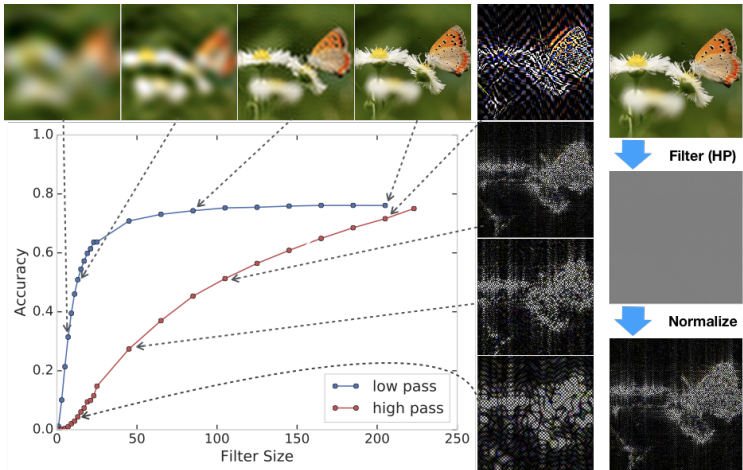 Filter (HP)
Normalize
1.0
0.8
0.6
0.4
0.2
0.0
Accuracy
0
50
100
150
200
250
Filter Size
low pass
high pass